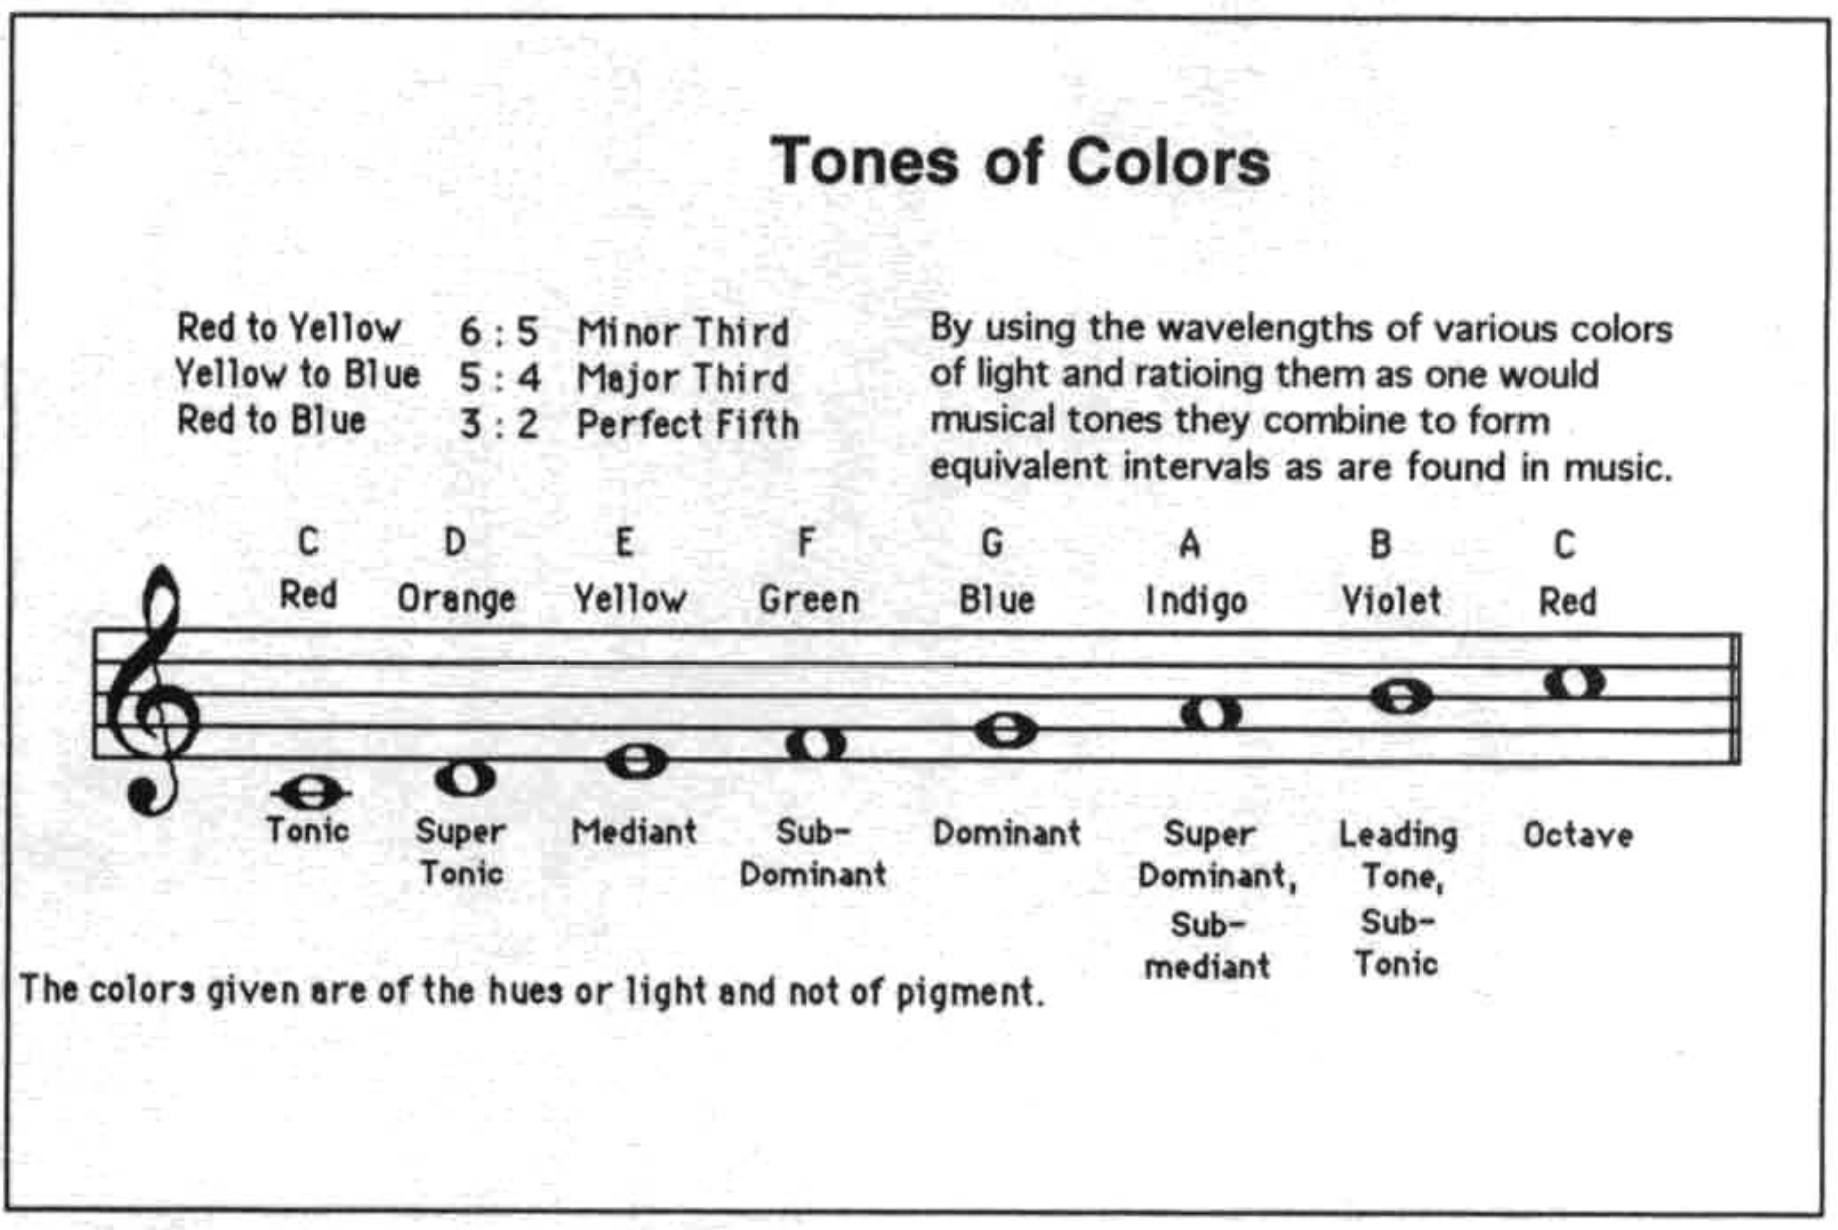 Tones of Colors
Red to Yellow 6 : 5 Minor Third
Yellow to Blue 5 : 4 Major Third
Red to Blue 3 : 2 Perfect Fifth
By using the wavelengths of various colors
of light and ratioing them as one would
musical tones they combine to form
equivalent intervals as are found in music.
C D E F G A B C
Red Orange Yellow Green Blue Indigo Violet Red
Tonic Super Mediant Sub- Dominant Super Leading Octave
Tonic Dominant Dominant, Tone,
Sub- Sub-
mediant Tonic
The colors given are of the hues or light and not of pigment.